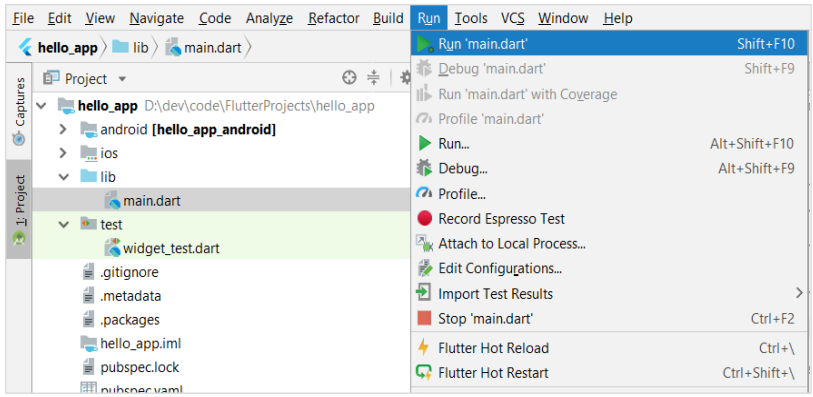 File Edit View Navigate Code Analyze Refactor Build Run Tools VCS Window Help
hello_app lib main.dart
Project
Captures
1: Project
hello_app D:\dev\code\FlutterProjects\hello_app
android [hello_app_android]
ios
lib
main.dart
test
widget_test.dart
.gitignore
.metadata
.packages
hello_app.iml
pubspec.lock
pubspec.yaml
Run 'main.dart' Shift+F10
Debug 'main.dart' Shift+F9
Run 'main.dart' with Coverage
Profile 'main.dart'
Run... Alt+Shift+F10
Debug... Alt+Shift+F9
Profile...
Record Espresso Test
Attach to Local Process...
Edit Configurations...
Import Test Results
Stop 'main.dart' Ctrl+F2
Flutter Hot Reload Ctrl+\
Flutter Hot Restart Ctrl+Shift+\